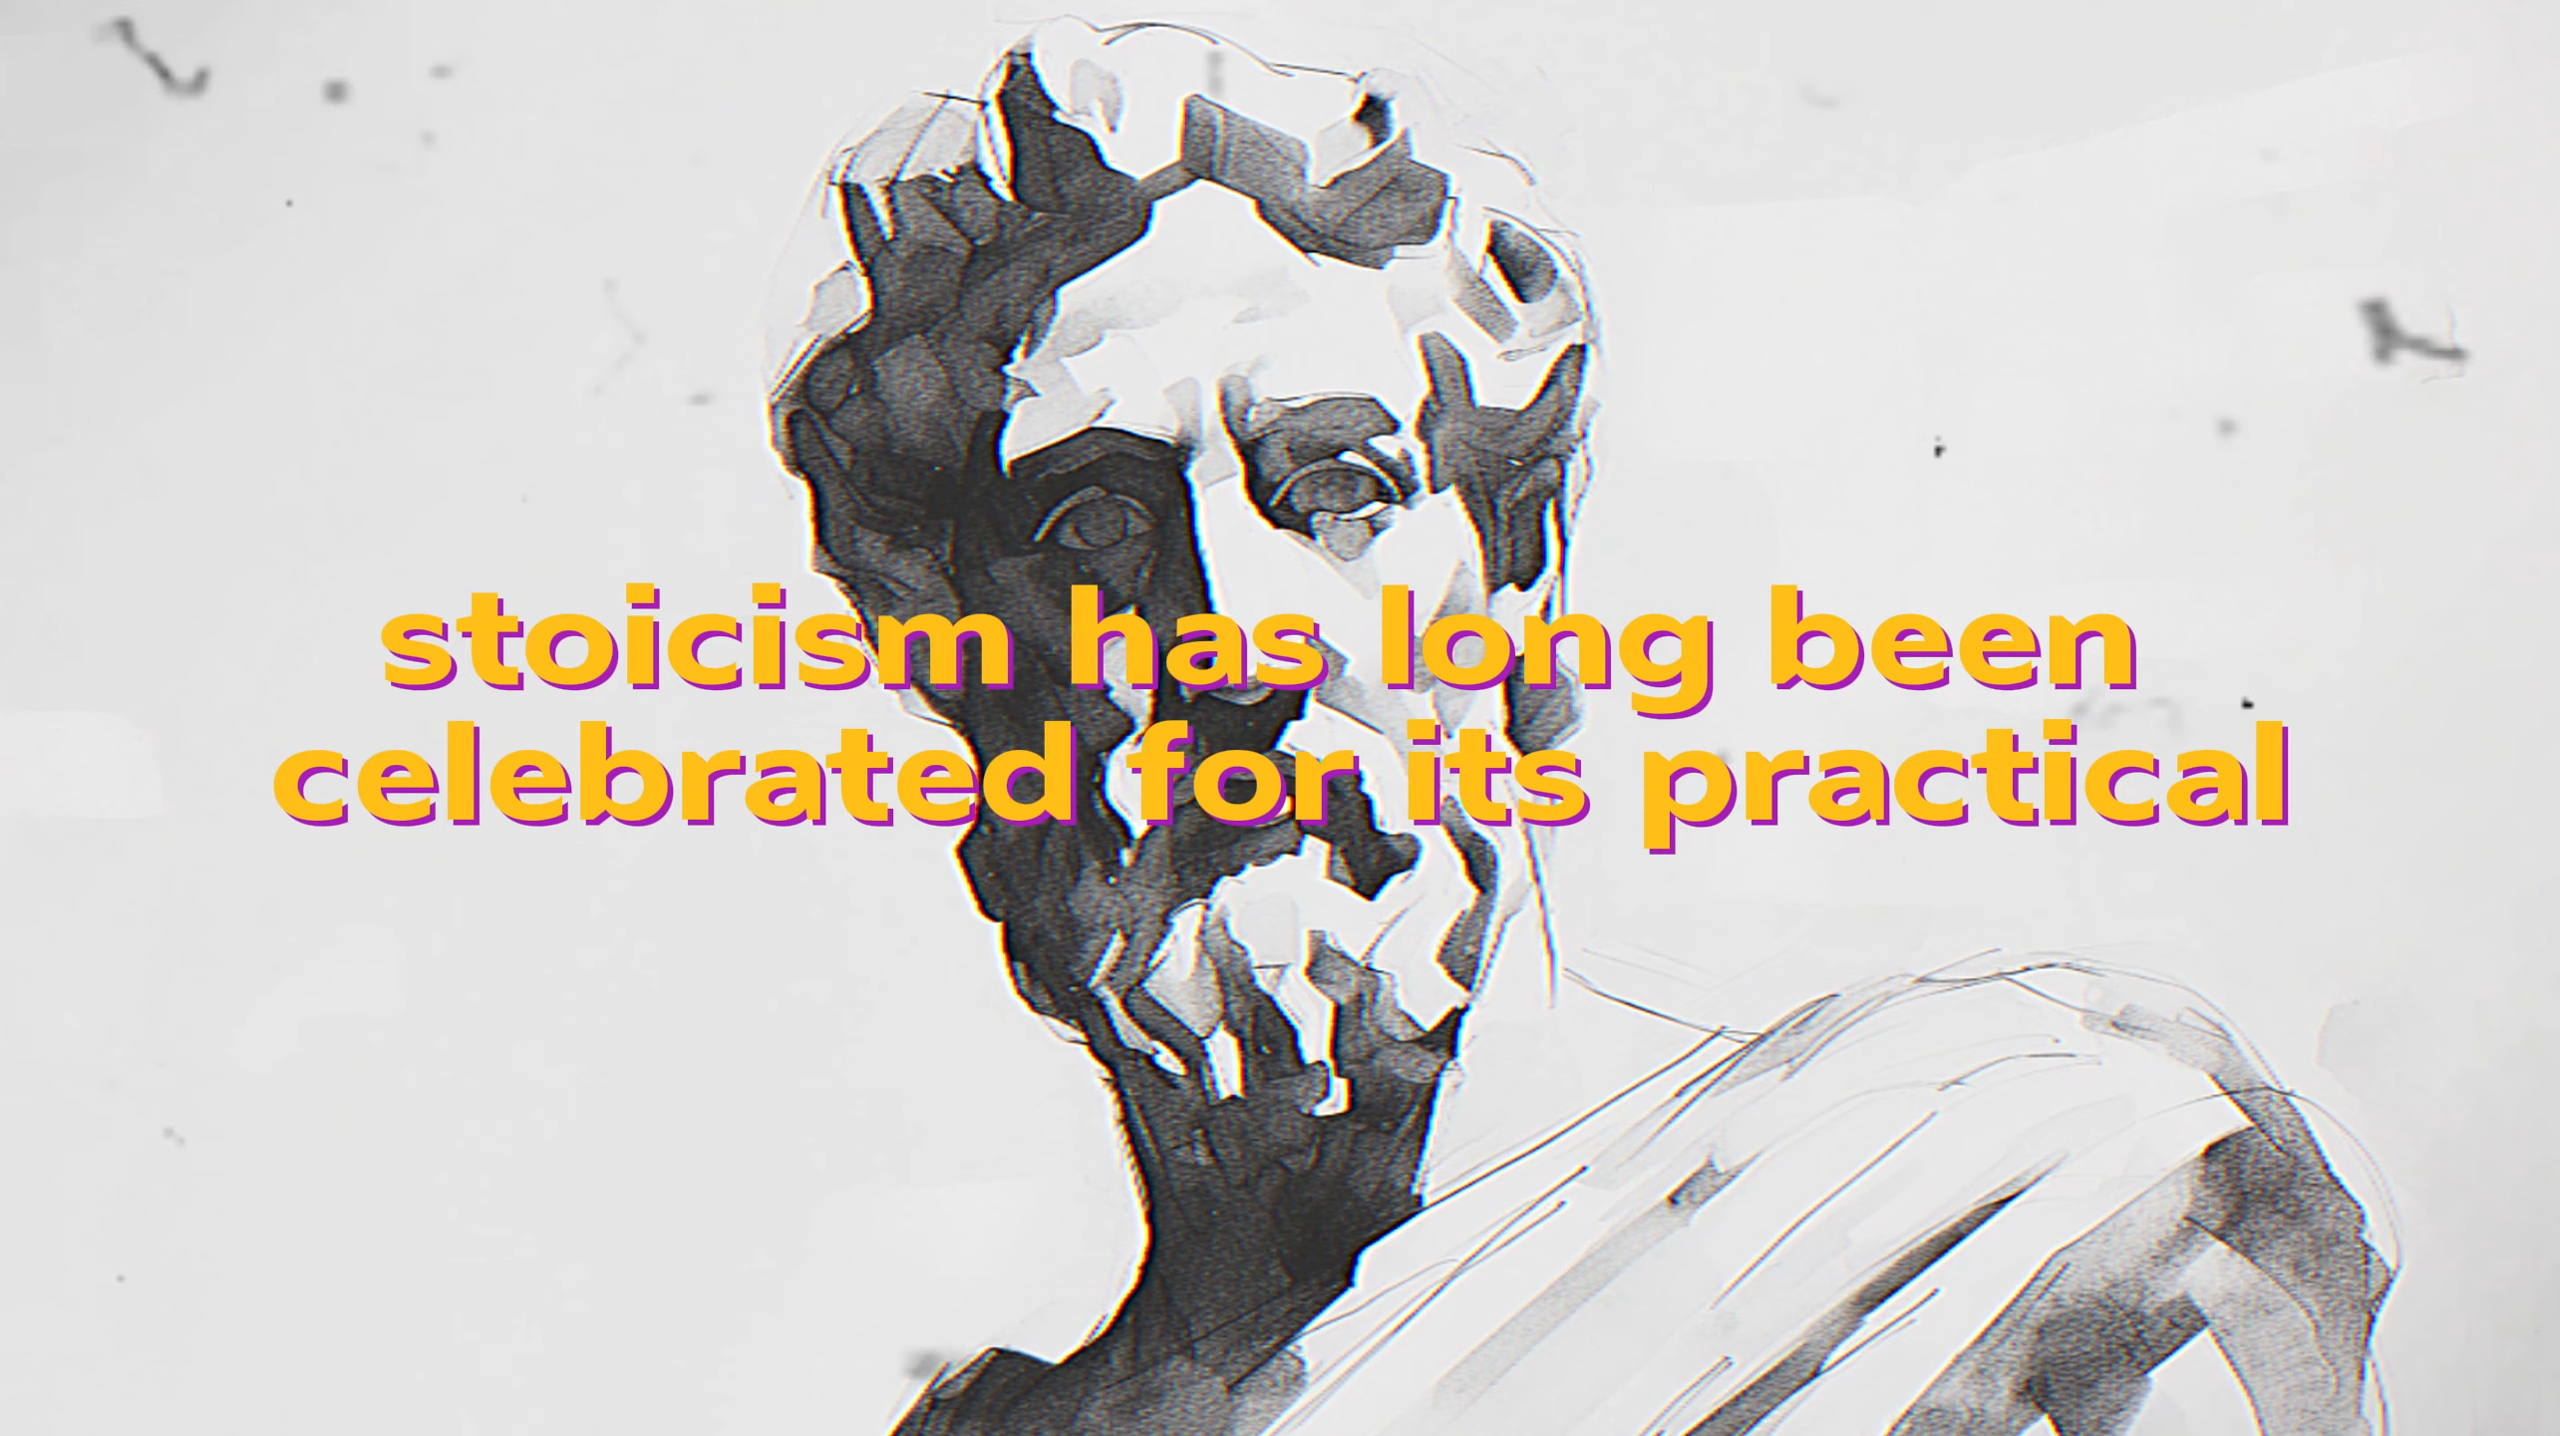 stoicism has long been
celebrated for its practical